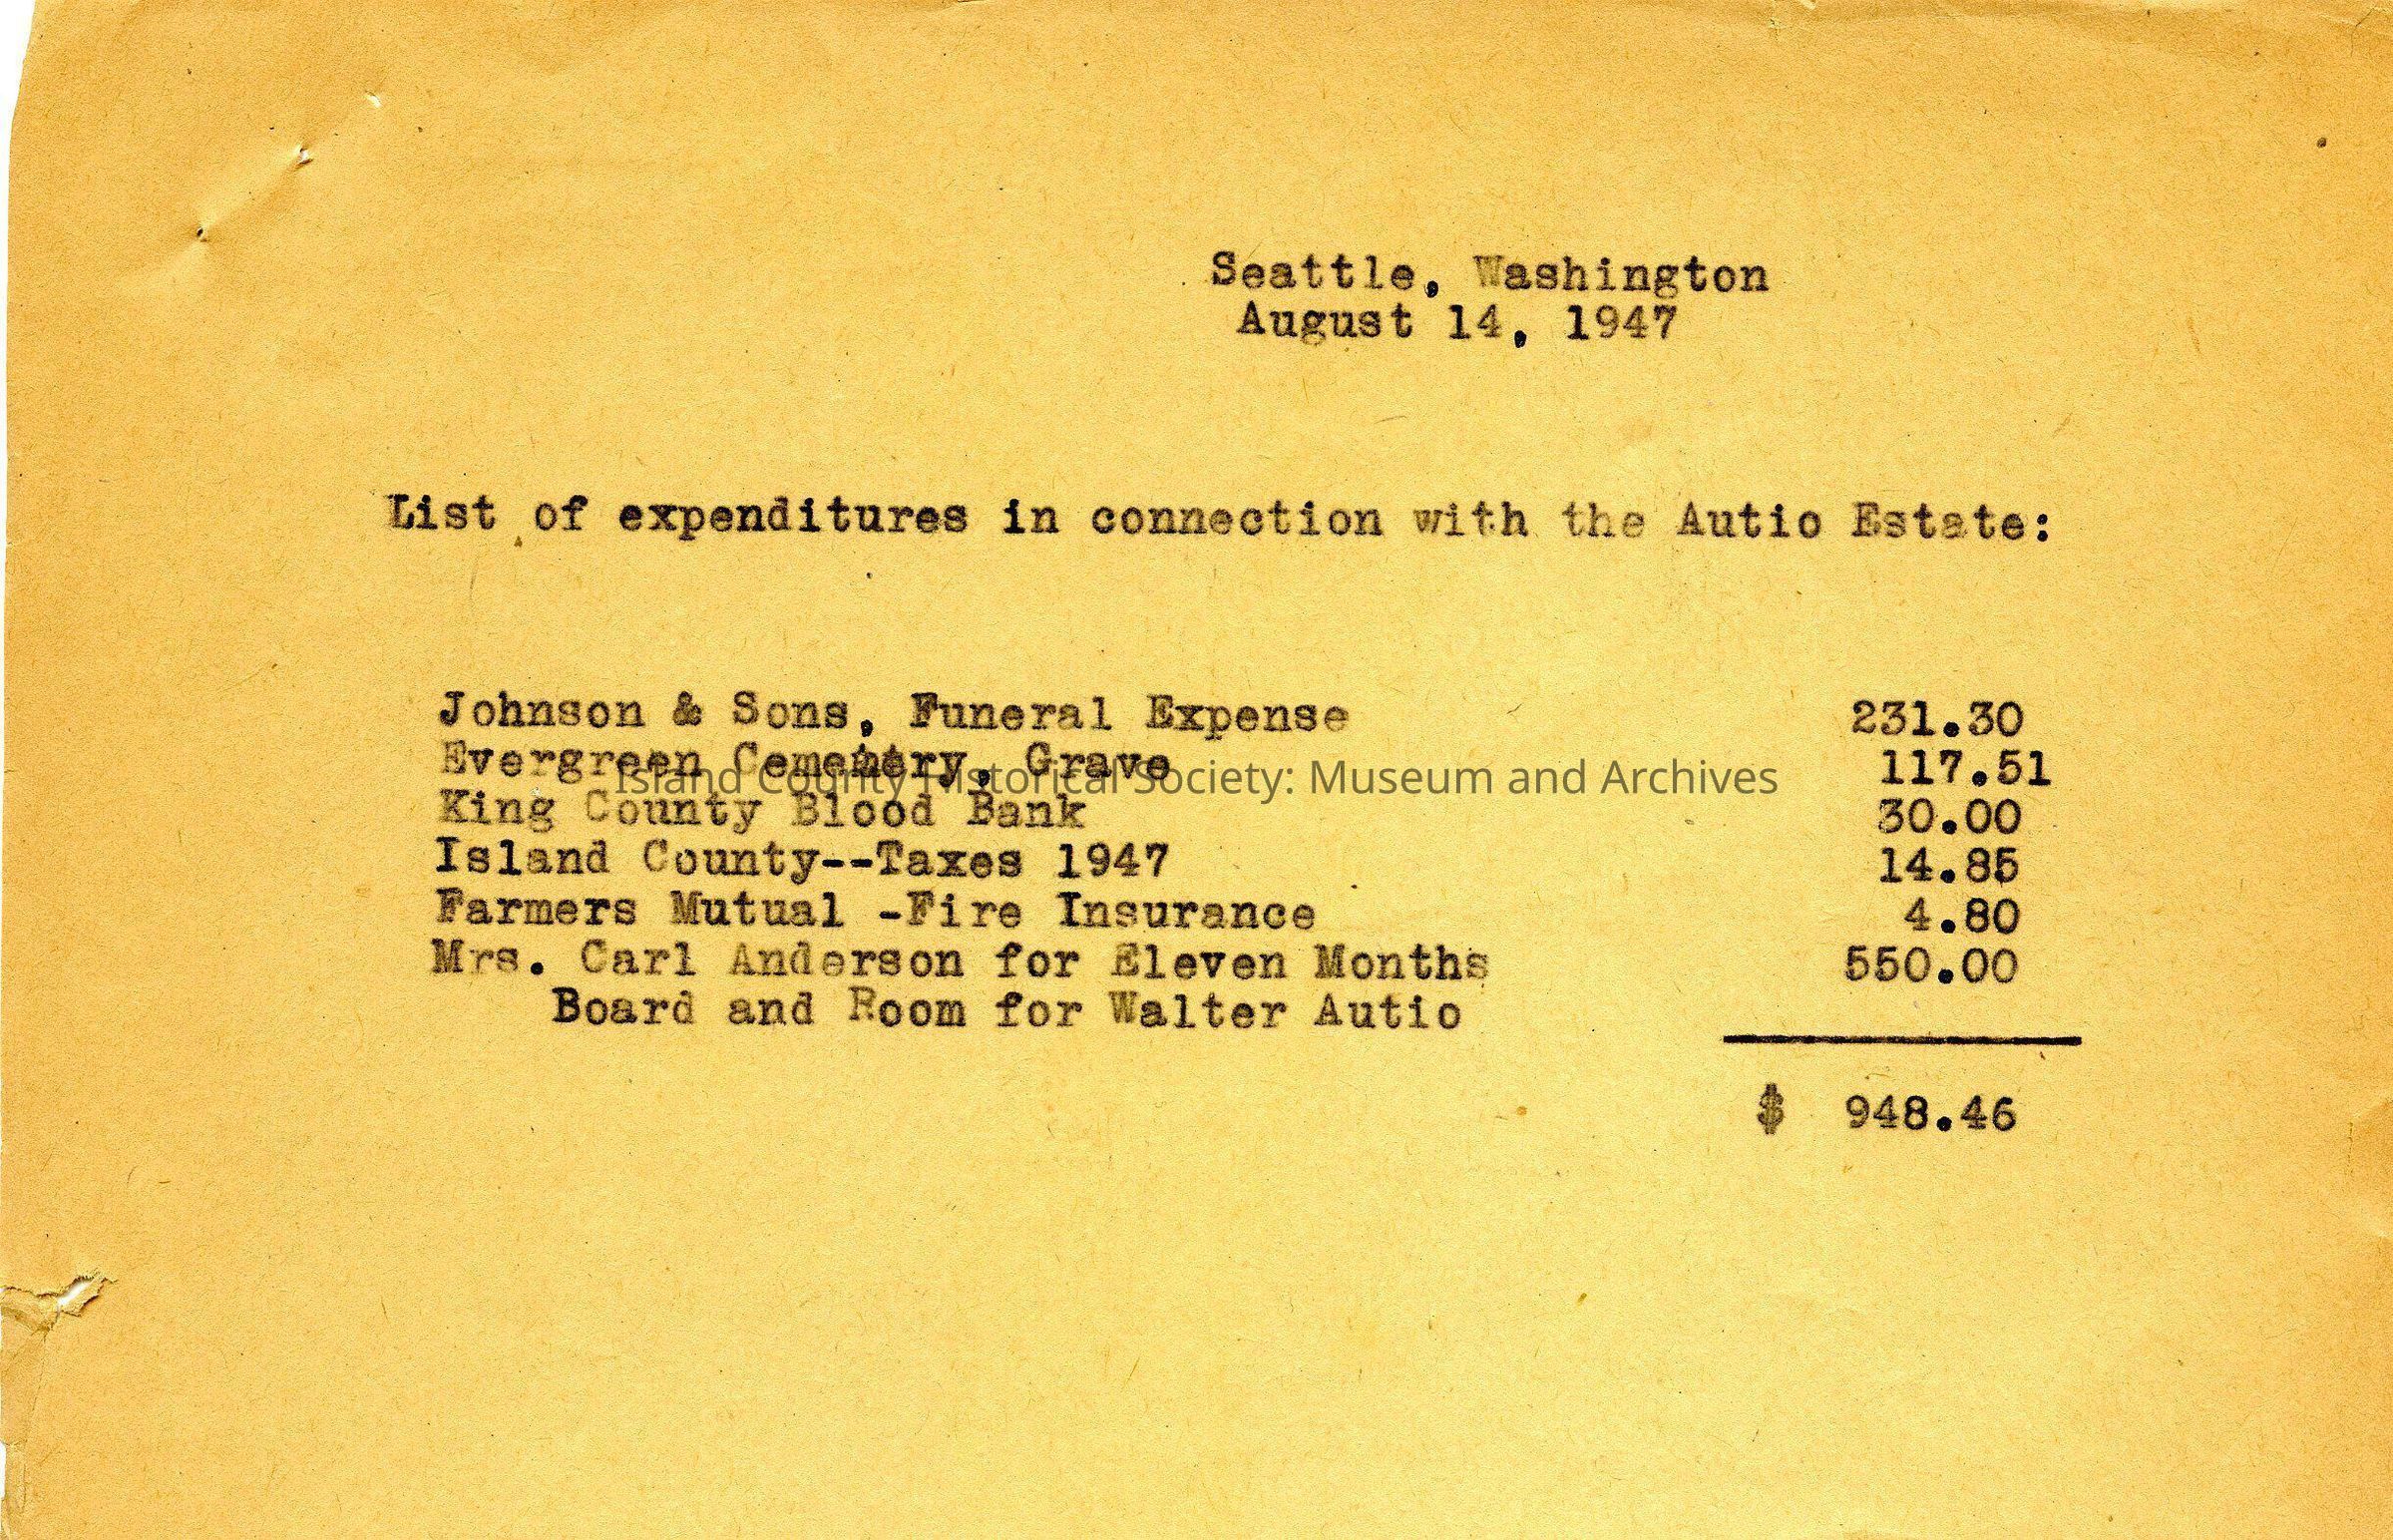 Seattle, Washington
August 14, 1947
List of expenditures in connection with the Autio Estate:
Johnson & Sons, Funeral Expense 231.30
Evergreen Cemetery, Grave 117.51
Island County Historical Society: Museum and Archives
King County Blood Bank 30.00
Island County--Taxes 1947 14.85
Farmers Mutual -Fire Insurance 4.80
Mrs. Carl Anderson for Eleven Months 550.00
Board and Room for Walter Autio
$ 948.46